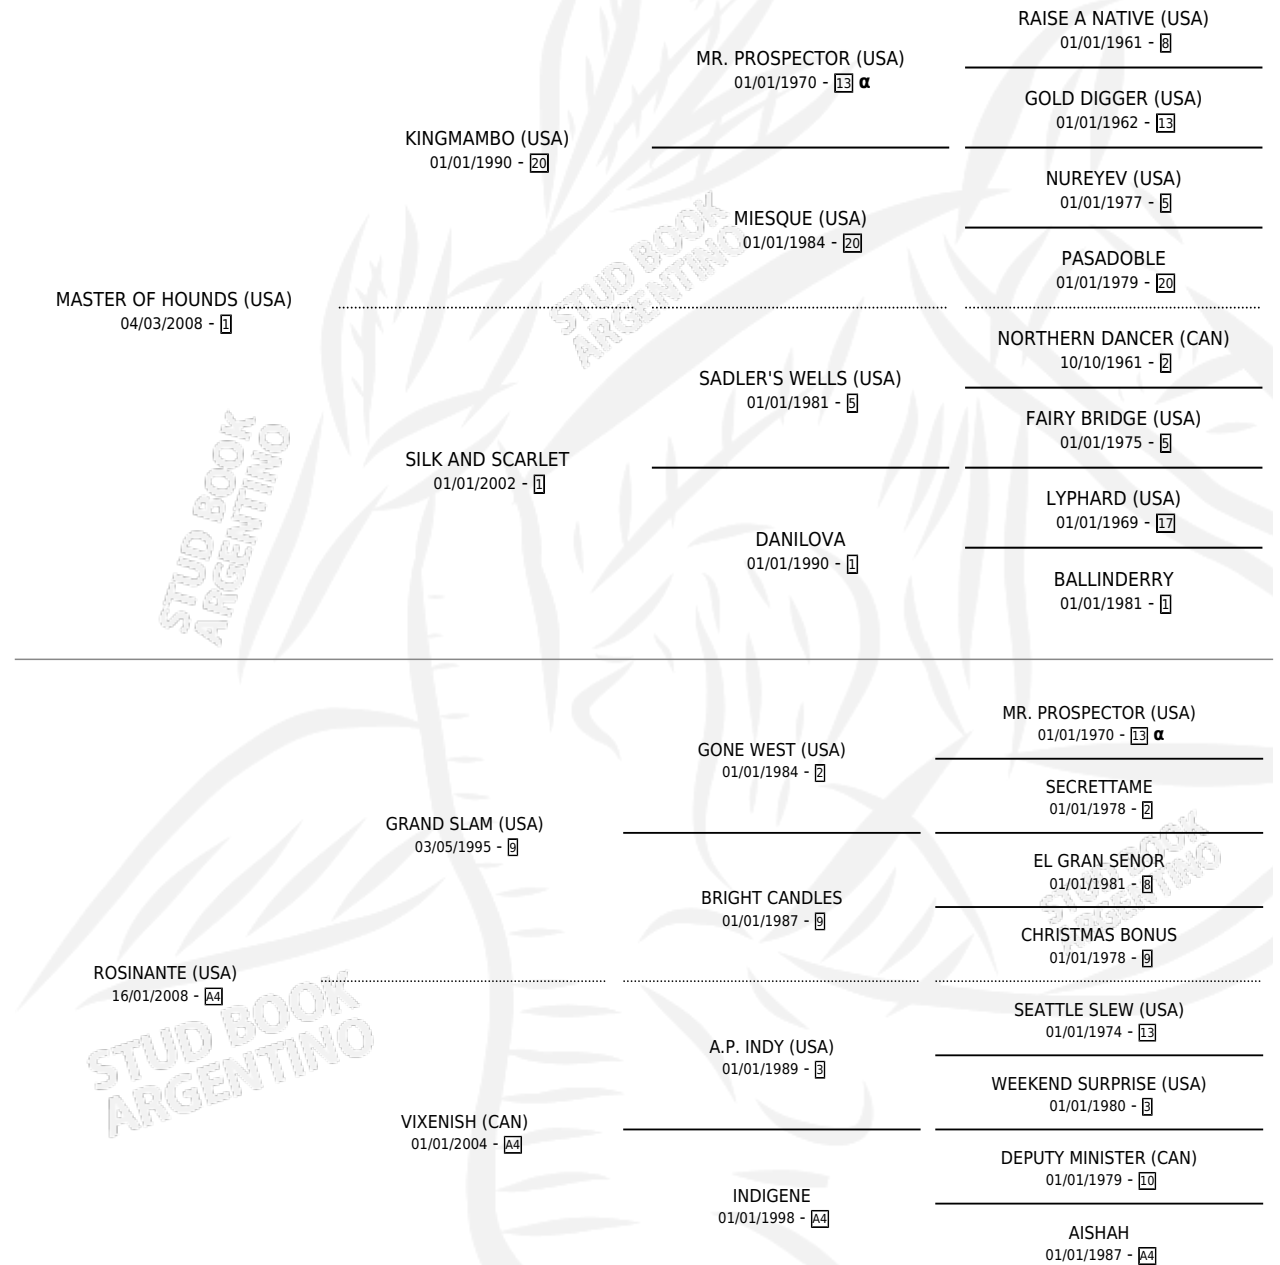 RAISE A NATIVE (USA)
01/01/1961 - 8
MR. PROSPECTOR (USA)
01/01/1970 - 13 α
GOLD DIGGER (USA)
01/01/1962 - 13
KINGMAMBO (USA)
01/01/1990 - 20
NUREYEV (USA)
01/01/1977 - 5
MIESQUE (USA)
01/01/1984 - 20
PASADOBLE
01/01/1979 - 20
MASTER OF HOUNDS (USA)
04/03/2008 - 1
NORTHERN DANCER (CAN)
10/10/1961 - 2
SADLER'S WELLS (USA)
01/01/1981 - 5
FAIRY BRIDGE (USA)
01/01/1975 - 5
SILK AND SCARLET
01/01/2002 - 1
LYPHARD (USA)
01/01/1969 - 17
DANILOVA
01/01/1990 - 1
BALLINDERRY
01/01/1981 - 1
MR. PROSPECTOR (USA)
01/01/1970 - 13 α
GONE WEST (USA)
01/01/1984 - 2
SECRETTAME
01/01/1978 - 2
GRAND SLAM (USA)
03/05/1995 - 9
EL GRAN SENOR
01/01/1981 - 8
BRIGHT CANDLES
01/01/1987 - 9
CHRISTMAS BONUS
01/01/1978 - 9
ROSINANTE (USA)
16/01/2008 - A4
SEATTLE SLEW (USA)
01/01/1974 - 13
A.P. INDY (USA)
01/01/1989 - 3
WEEKEND SURPRISE (USA)
01/01/1980 - 3
VIXENISH (CAN)
01/01/2004 - A4
DEPUTY MINISTER (CAN)
01/01/1979 - 10
INDIGENE
01/01/1998 - A4
AISHAH
01/01/1987 - A4
STUD BOOK
ARGENTINO
STUD BOOK
ARGENTINO
STUD BOOK
ARGENTINO
STUD BOOK
ARGENTINO